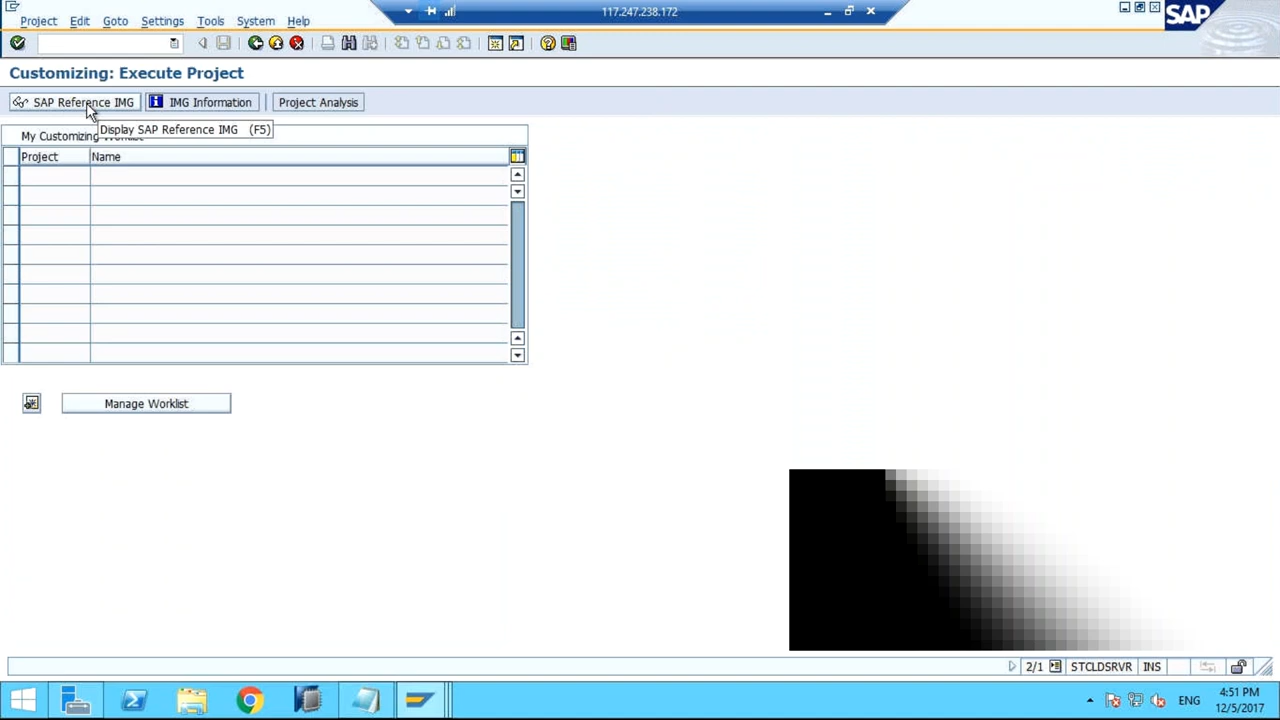 117.247.238.172
Project Edit Goto Settings Tools System Help
SAP
Customizing: Execute Project
SAP Reference IMG IMG Information Project Analysis
Display SAP Reference IMG (F5)
My Customizing
Project Name
Manage Worklist
2/1 STCLDSRVR INS
ENG
4:51 PM
12/5/2017